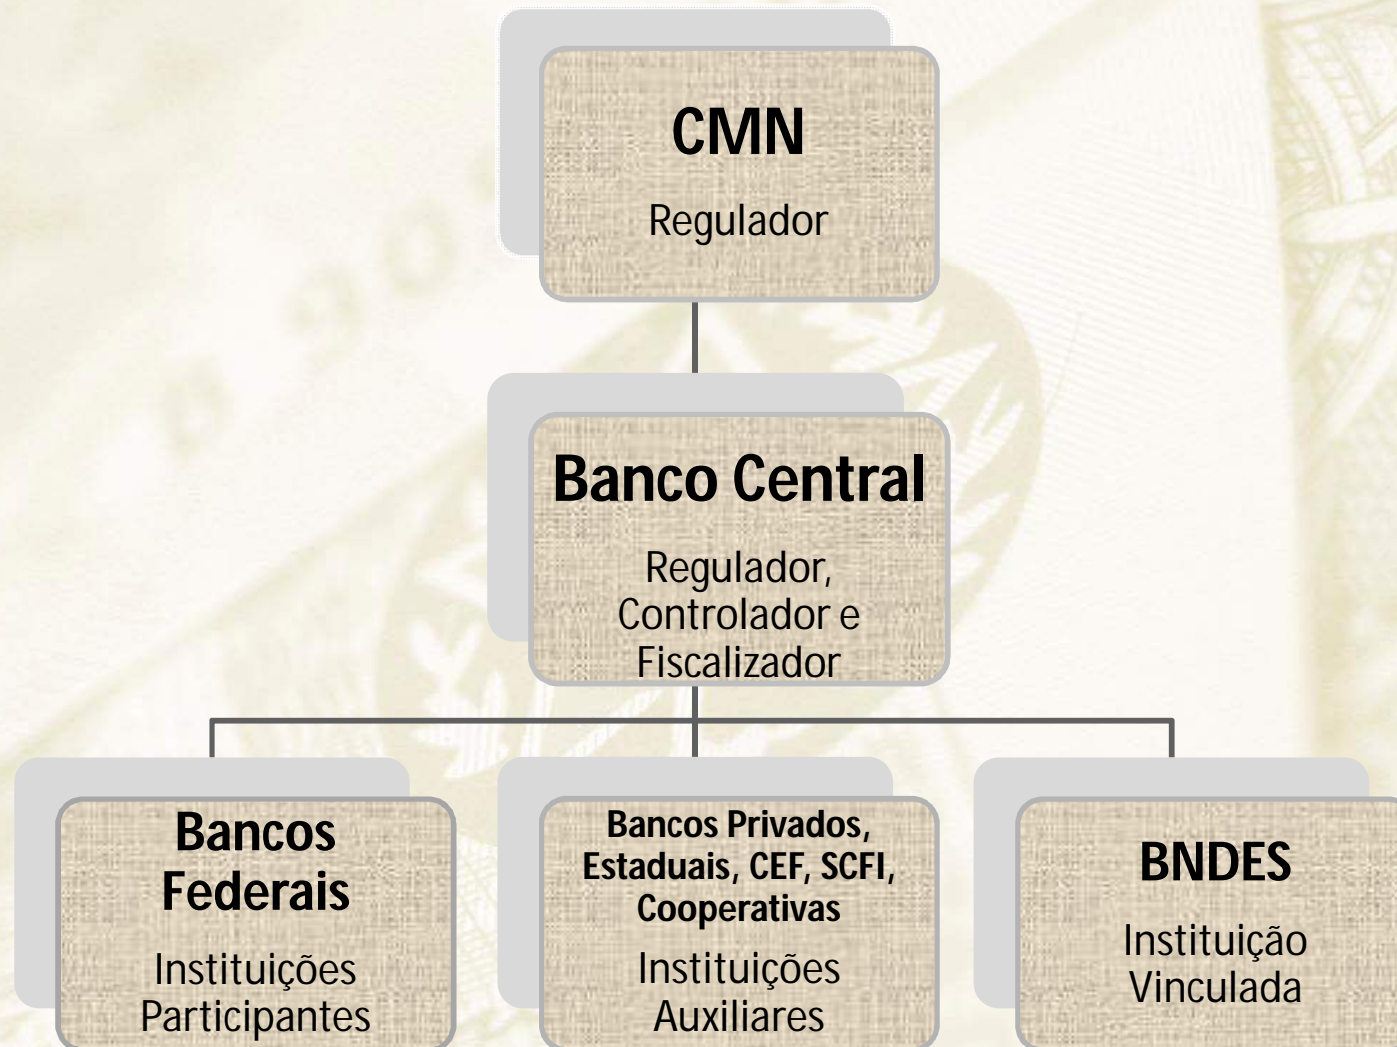 CMN
Regulador
Banco Central
Regulador,
Controlador e
Fiscalizador
Bancos
Federais
Instituições
Participantes
Bancos Privados,
Estaduais, CEF, SCFI,
Cooperativas
Instituições
Auxiliares
BNDES
Instituição
Vinculada